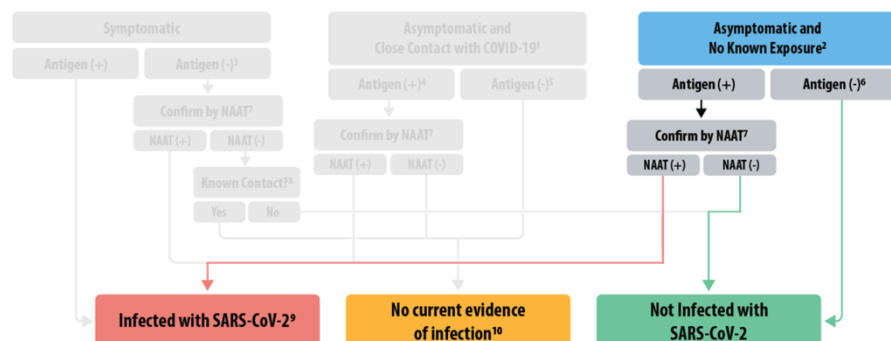 Symptomatic
Asymptomatic and
Close Contact with COVID-19¹
Asymptomatic and
No Known Exposure²
Antigen (+)
Antigen (-)³
Antigen (+)⁴
Antigen (-)⁵
Antigen (+)
Antigen (-)⁶
Confirm by NAAT⁷
Confirm by NAAT⁷
Confirm by NAAT⁷
NAAT (+)
NAAT (-)
NAAT (+)
NAAT (-)
NAAT (+)
NAAT (-)
Known Contact?⁸
Yes
No
Infected with SARS-CoV-2⁹
No current evidence
of infection¹⁰
Not Infected with
SARS-CoV-2